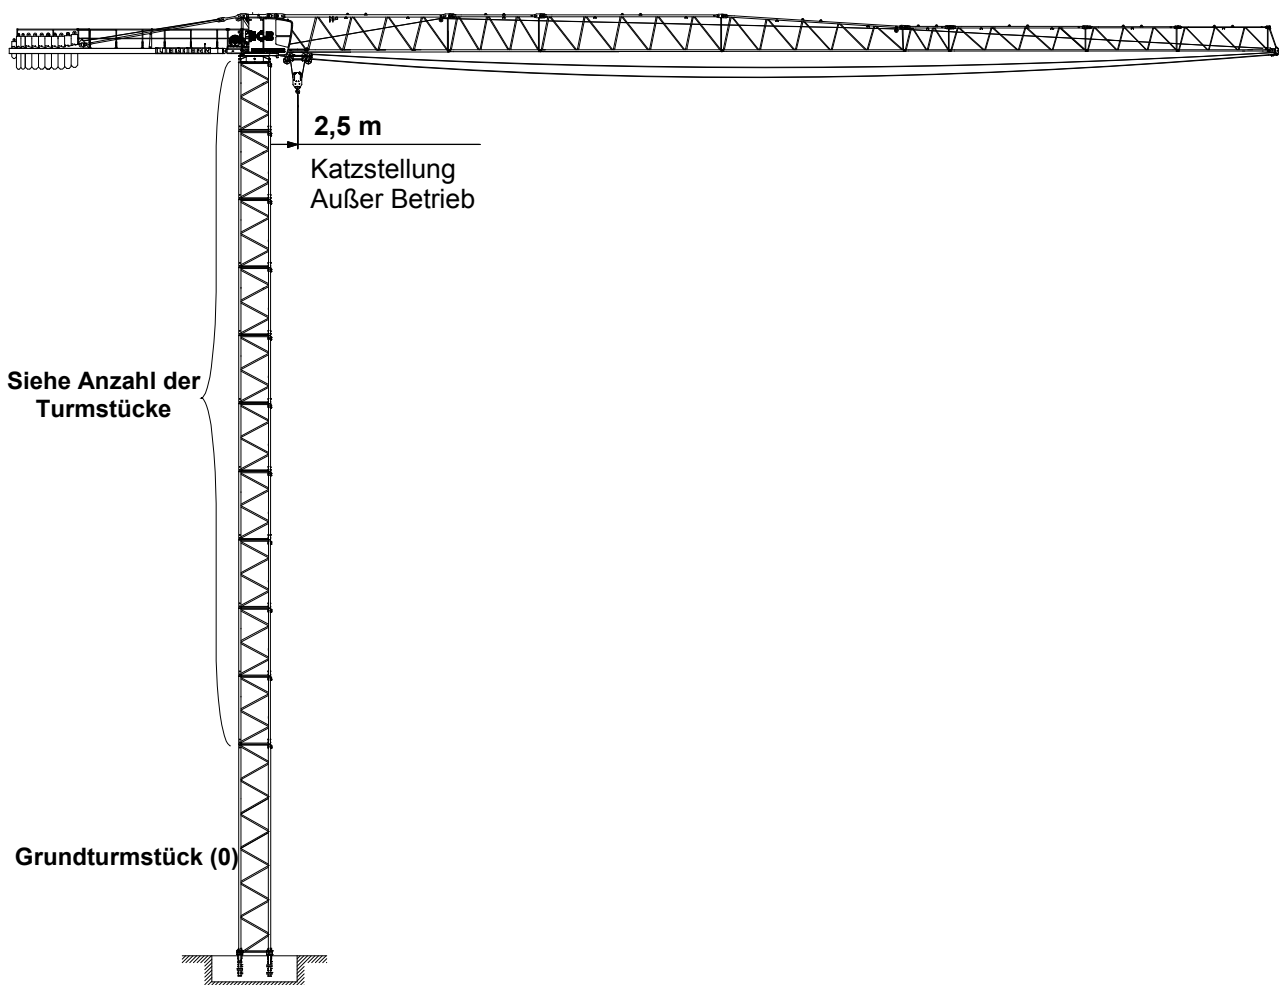 2,5 m
Katzstellung
Außer Betrieb
Siehe Anzahl der
Turmstücke
Grundturmstück (0)